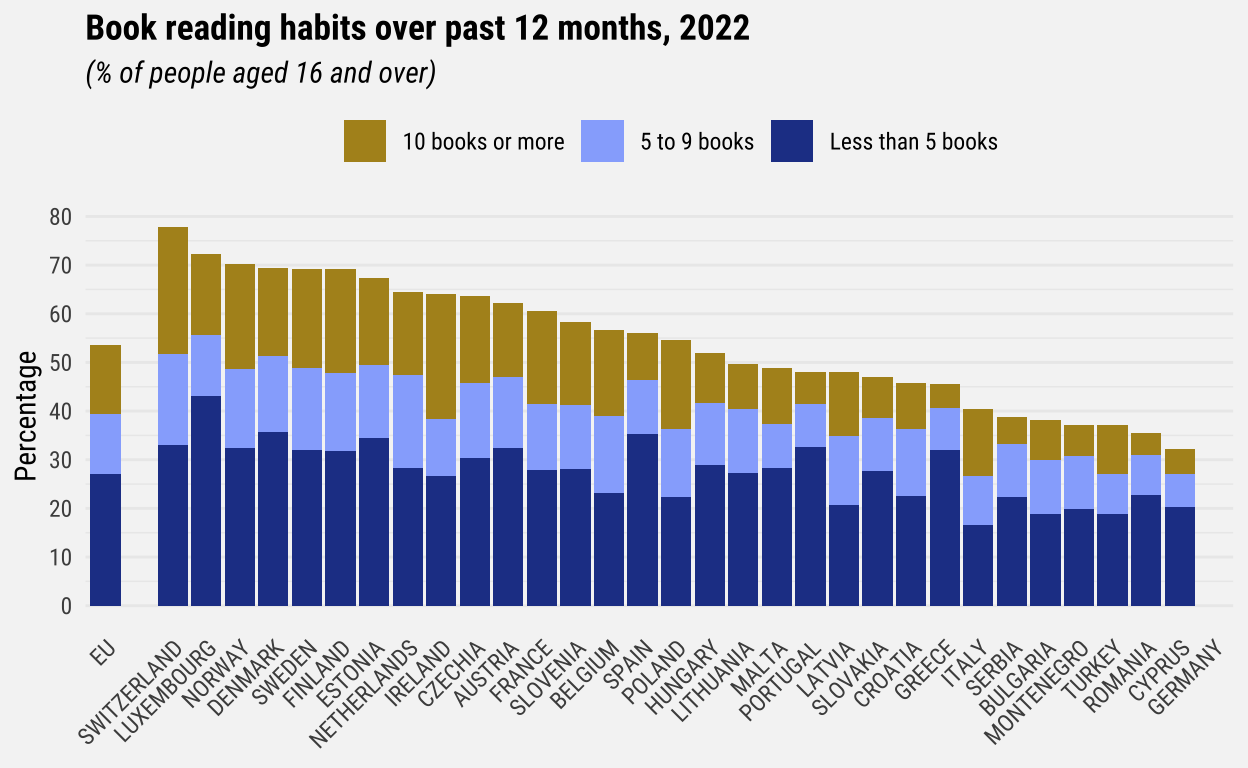 Book reading habits over past 12 months, 2022
(% of people aged 16 and over)
10 books or more
5 to 9 books
Less than 5 books
Percentage
80
70
60
50
40
30
20
10
0
EU
SWITZERLAND
LUXEMBOURG
NORWAY
DENMARK
SWEDEN
FINLAND
ESTONIA
NETHERLANDS
IRELAND
CZECHIA
AUSTRIA
FRANCE
SLOVENIA
BELGIUM
SPAIN
POLAND
HUNGARY
LITHUANIA
MALTA
PORTUGAL
LATVIA
SLOVAKIA
CROATIA
GREECE
ITALY
SERBIA
BULGARIA
MONTENEGRO
TURKEY
ROMANIA
CYPRUS
GERMANY